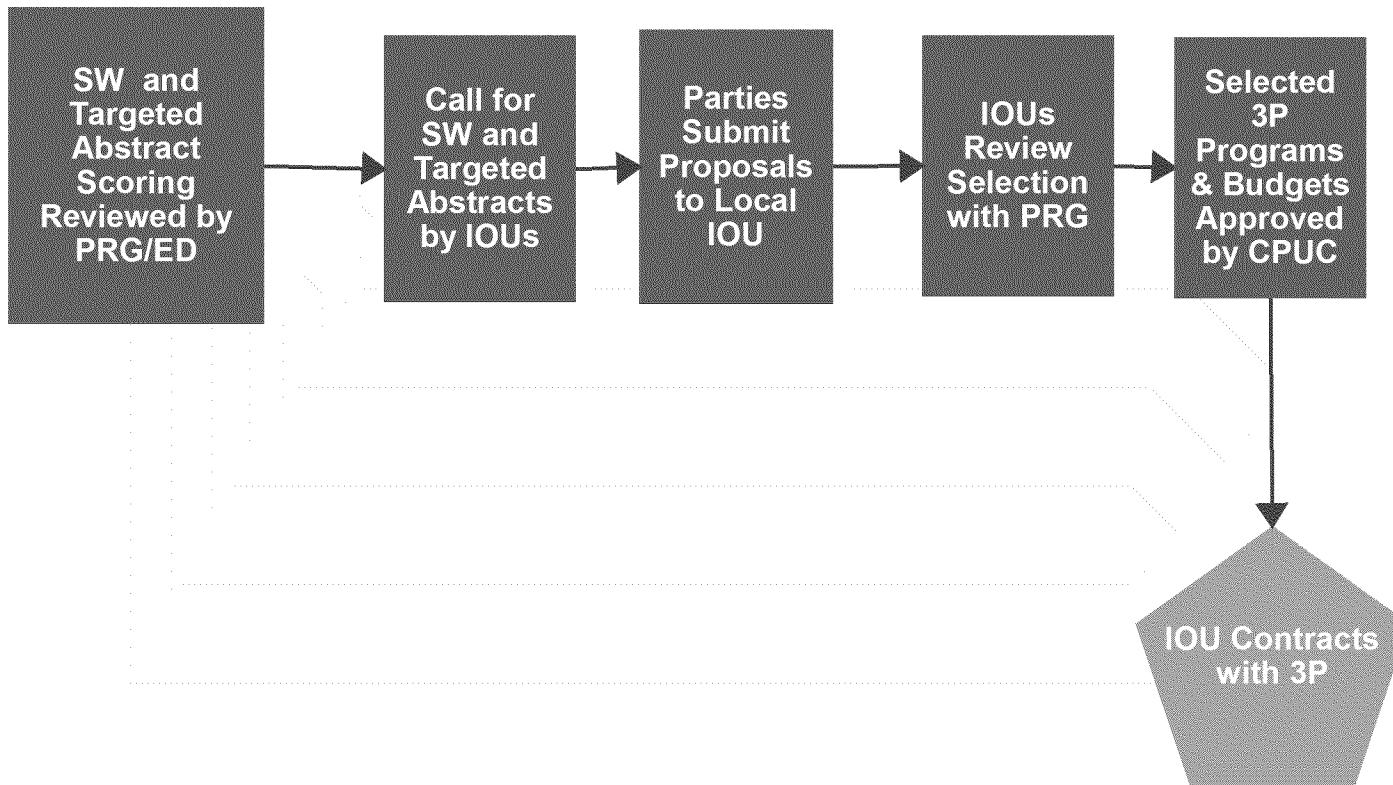 SW and
Targeted
Abstract
Scoring
Reviewed by
PRG/ED
Call for
SW and
Targeted
Abstracts
by IOUs
Parties
Submit
Proposals
to Local
IOU
IOUs
Review
Selection
with PRG
Selected
3P
Programs
& Budgets
Approved
by CPUC
IOU Contracts
with 3P